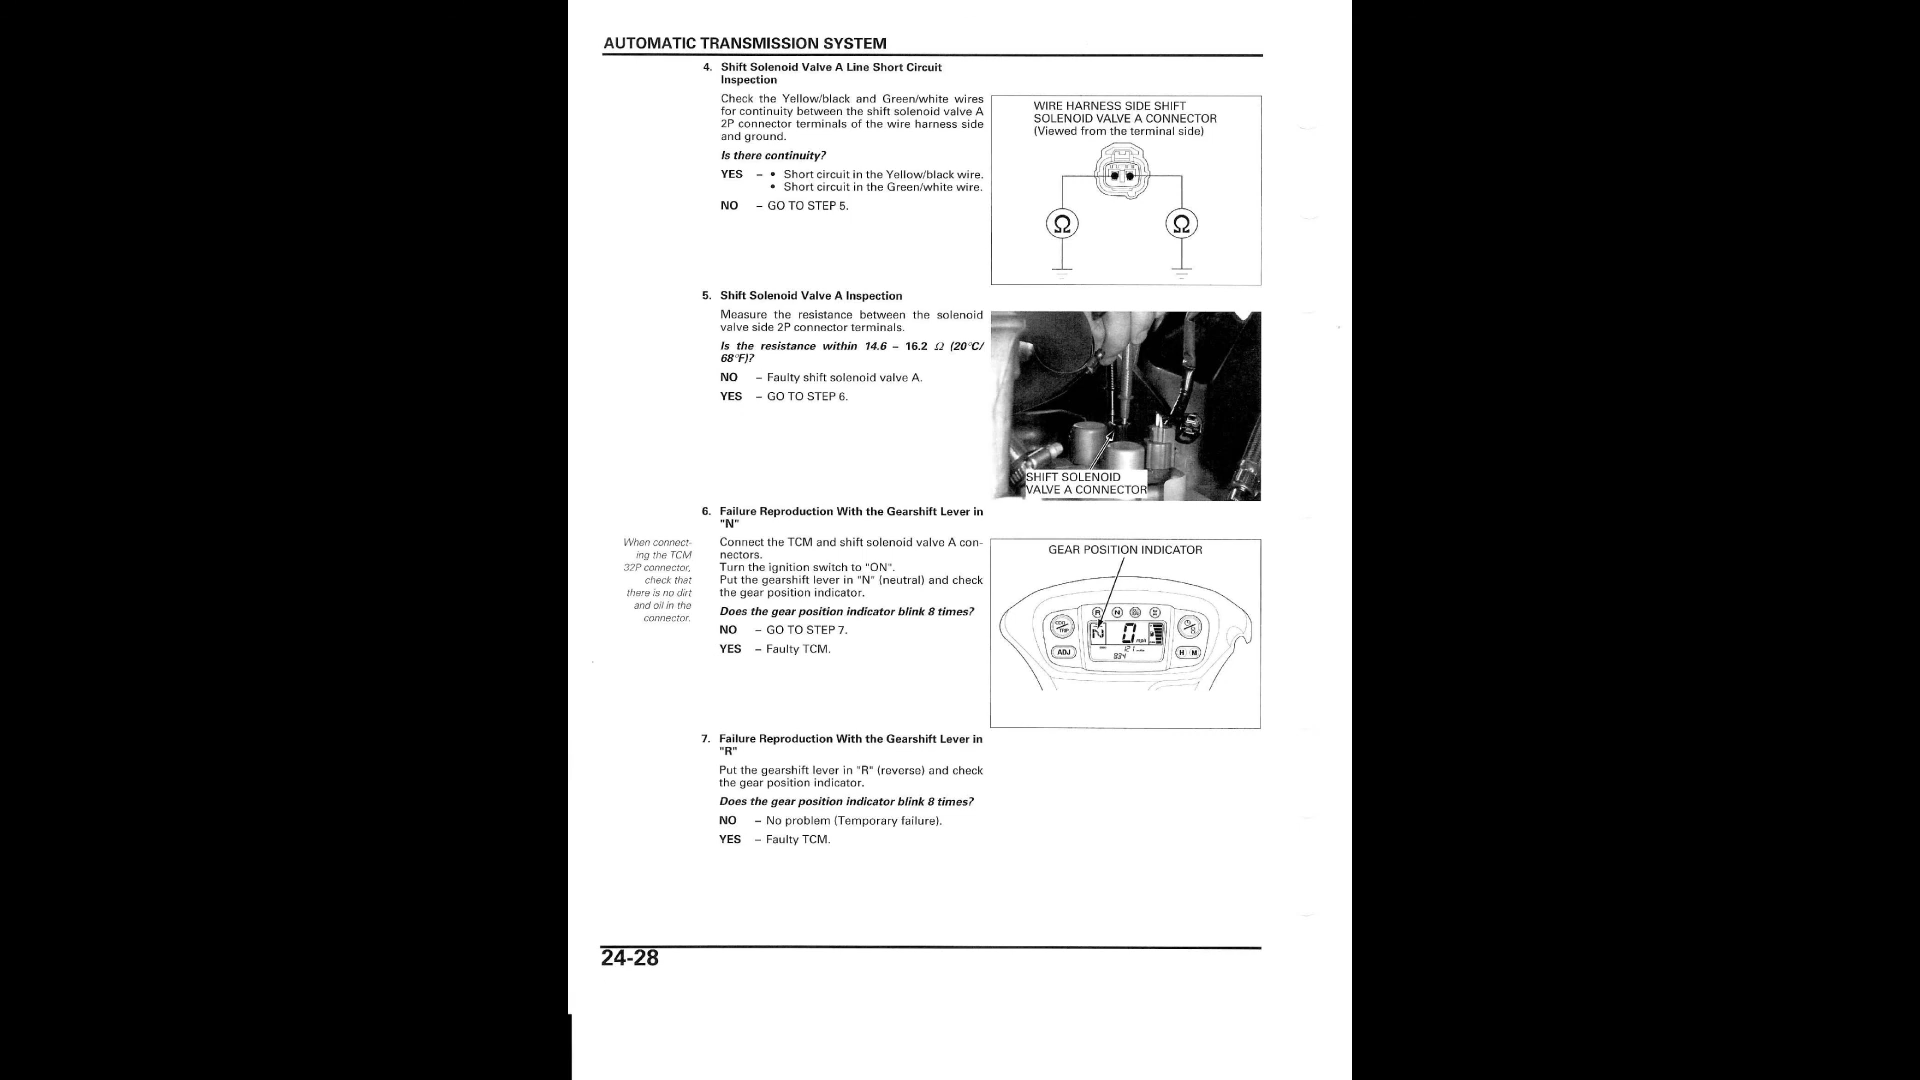 AUTOMATIC TRANSMISSION SYSTEM
4. Shift Solenoid Valve A Line Short Circuit
Inspection
Check the Yellow/black and Green/white wires
for continuity between the shift solenoid valve A
2P connector terminals of the wire harness side
and ground.
Is there continuity?
YES – • Short circuit in the Yellow/black wire.
• Short circuit in the Green/white wire.
NO – GO TO STEP 5.
WIRE HARNESS SIDE SHIFT
SOLENOID VALVE A CONNECTOR
(Viewed from the terminal side)
Ω Ω
5. Shift Solenoid Valve A Inspection
Measure the resistance between the solenoid
valve side 2P connector terminals.
Is the resistance within 14.6 – 16.2 Ω (20°C/
68°F)?
NO – Faulty shift solenoid valve A.
YES – GO TO STEP 6.
SHIFT SOLENOID
VALVE A CONNECTOR
6. Failure Reproduction With the Gearshift Lever in
"N"
When connect-
ing the TCM
32P connector,
check that
there is no dirt
and oil in the
connector.
Connect the TCM and shift solenoid valve A con-
nectors.
Turn the ignition switch to "ON".
Put the gearshift lever in "N" (neutral) and check
the gear position indicator.
Does the gear position indicator blink 8 times?
NO – GO TO STEP 7.
YES – Faulty TCM.
GEAR POSITION INDICATOR
R N
N 0 mph
ADJ H M
834
7. Failure Reproduction With the Gearshift Lever in
"R"
Put the gearshift lever in "R" (reverse) and check
the gear position indicator.
Does the gear position indicator blink 8 times?
NO – No problem (Temporary failure).
YES – Faulty TCM.
24-28